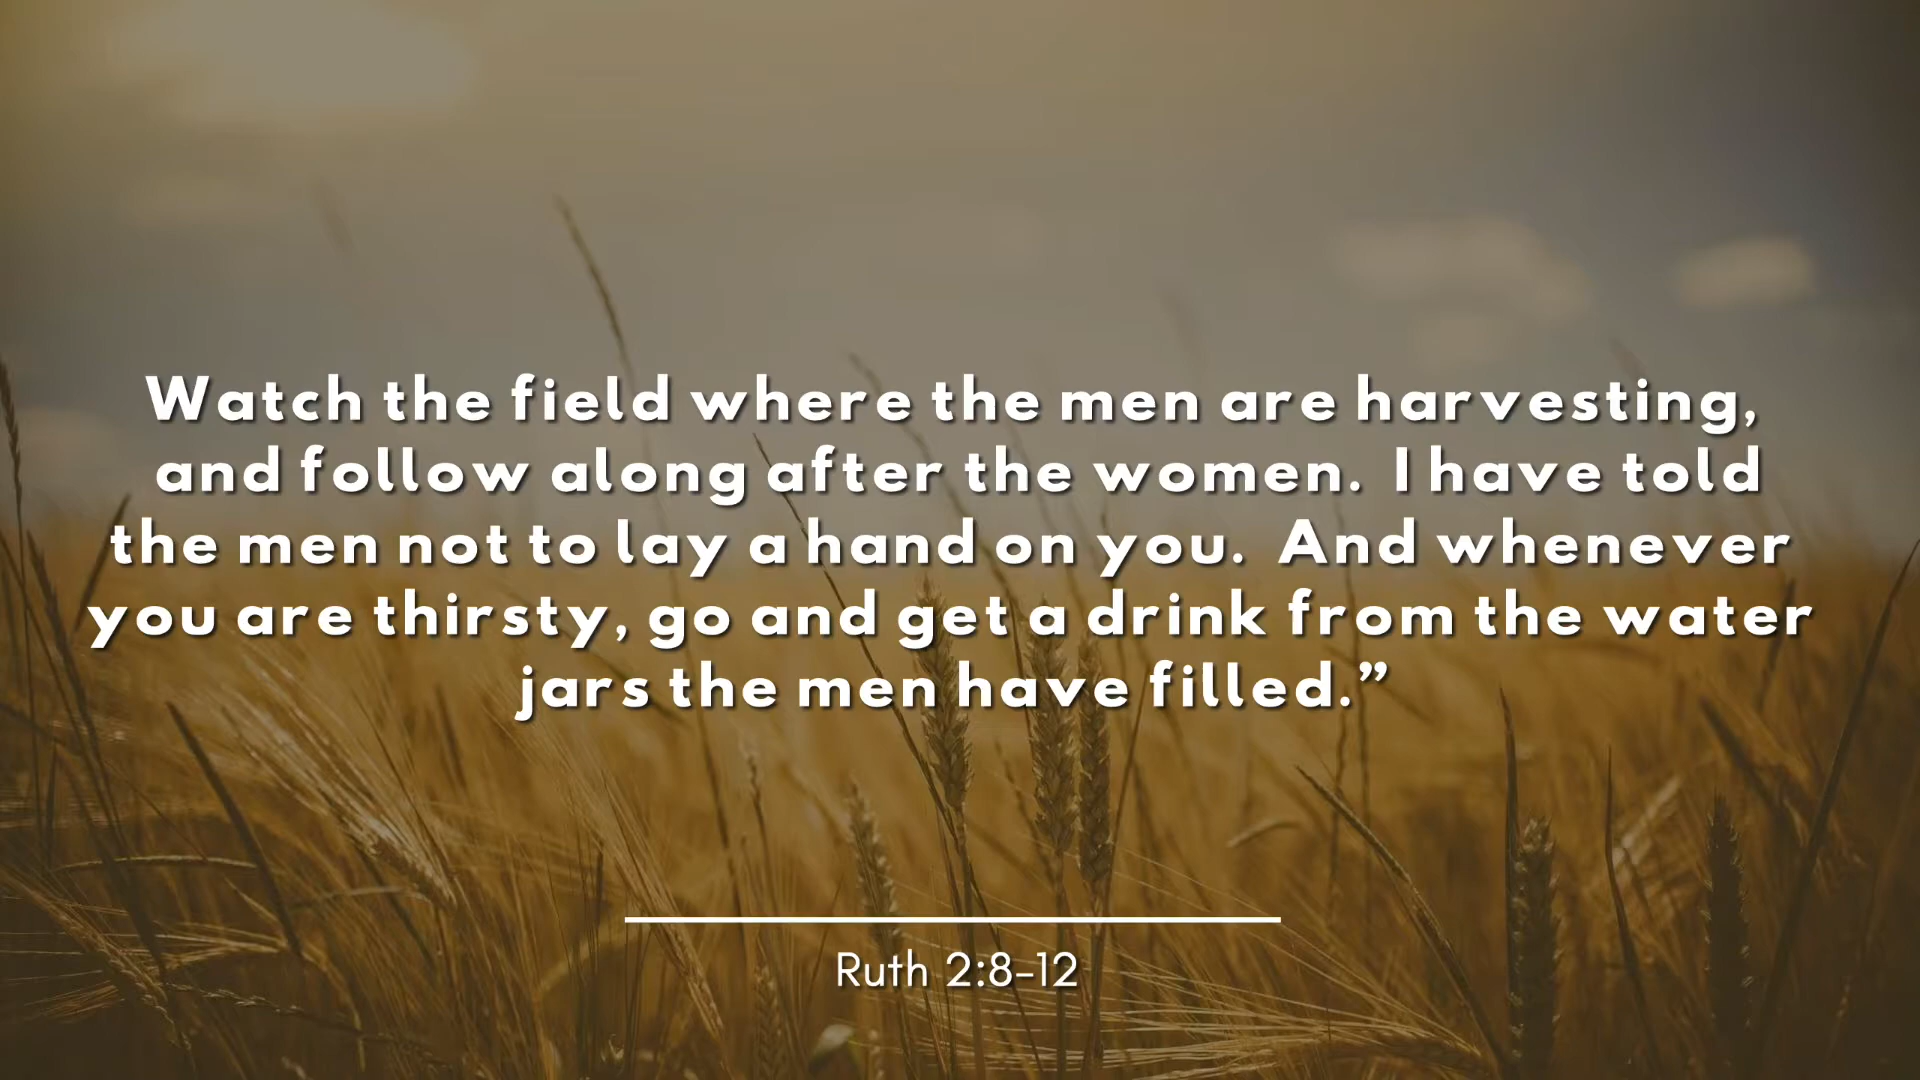 Watch the field where the men are harvesting,
and follow along after the women. I have told
the men not to lay a hand on you. And whenever
you are thirsty, go and get a drink from the water
jars the men have filled.”
Ruth 2:8-12